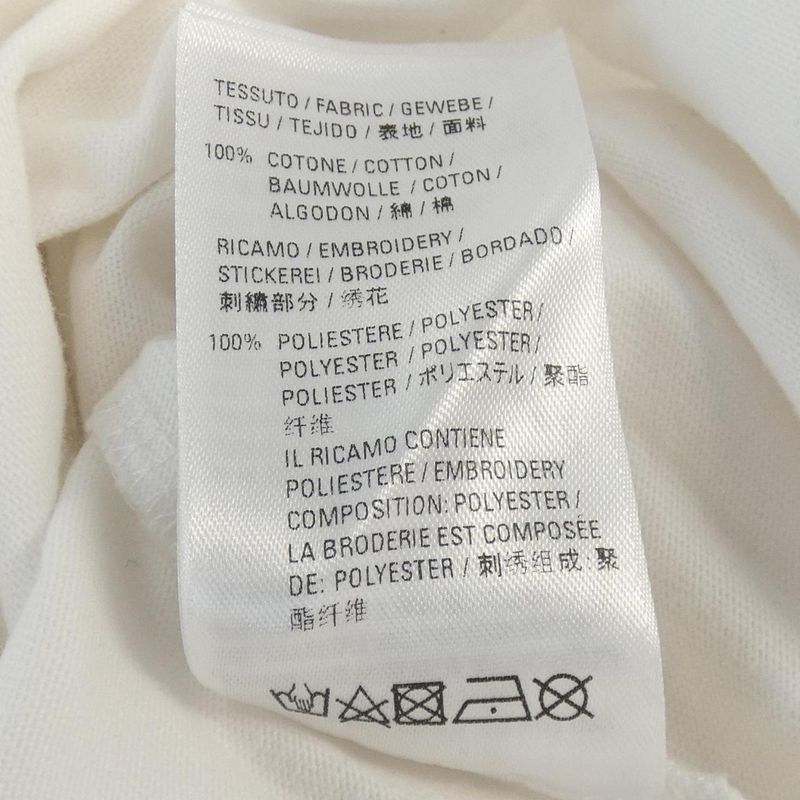 TESSUTO / FABRIC / GEWEBE /
TISSU / TEJIDO / 表地 / 面料
100% COTONE / COTTON /
BAUMWOLLE / COTON /
ALGODON / 綿 / 棉
RICAMO / EMBROIDERY /
STICKEREI / BRODERIE / BORDADO /
刺繍部分 / 绣花
100% POLIESTERE / POLYESTER /
POLYESTER / POLYESTER /
POLIESTER / ポリエステル / 聚酯
纤维
IL RICAMO CONTIENE
POLIESTERE / EMBROIDERY
COMPOSITION: POLYESTER /
LA BRODERIE EST COMPOSÉE
DE: POLYESTER / 刺绣组成: 聚
酯纤维